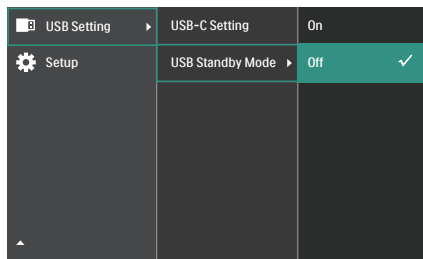 USB Setting
USB-C Setting
On
Setup
USB Standby Mode
Off